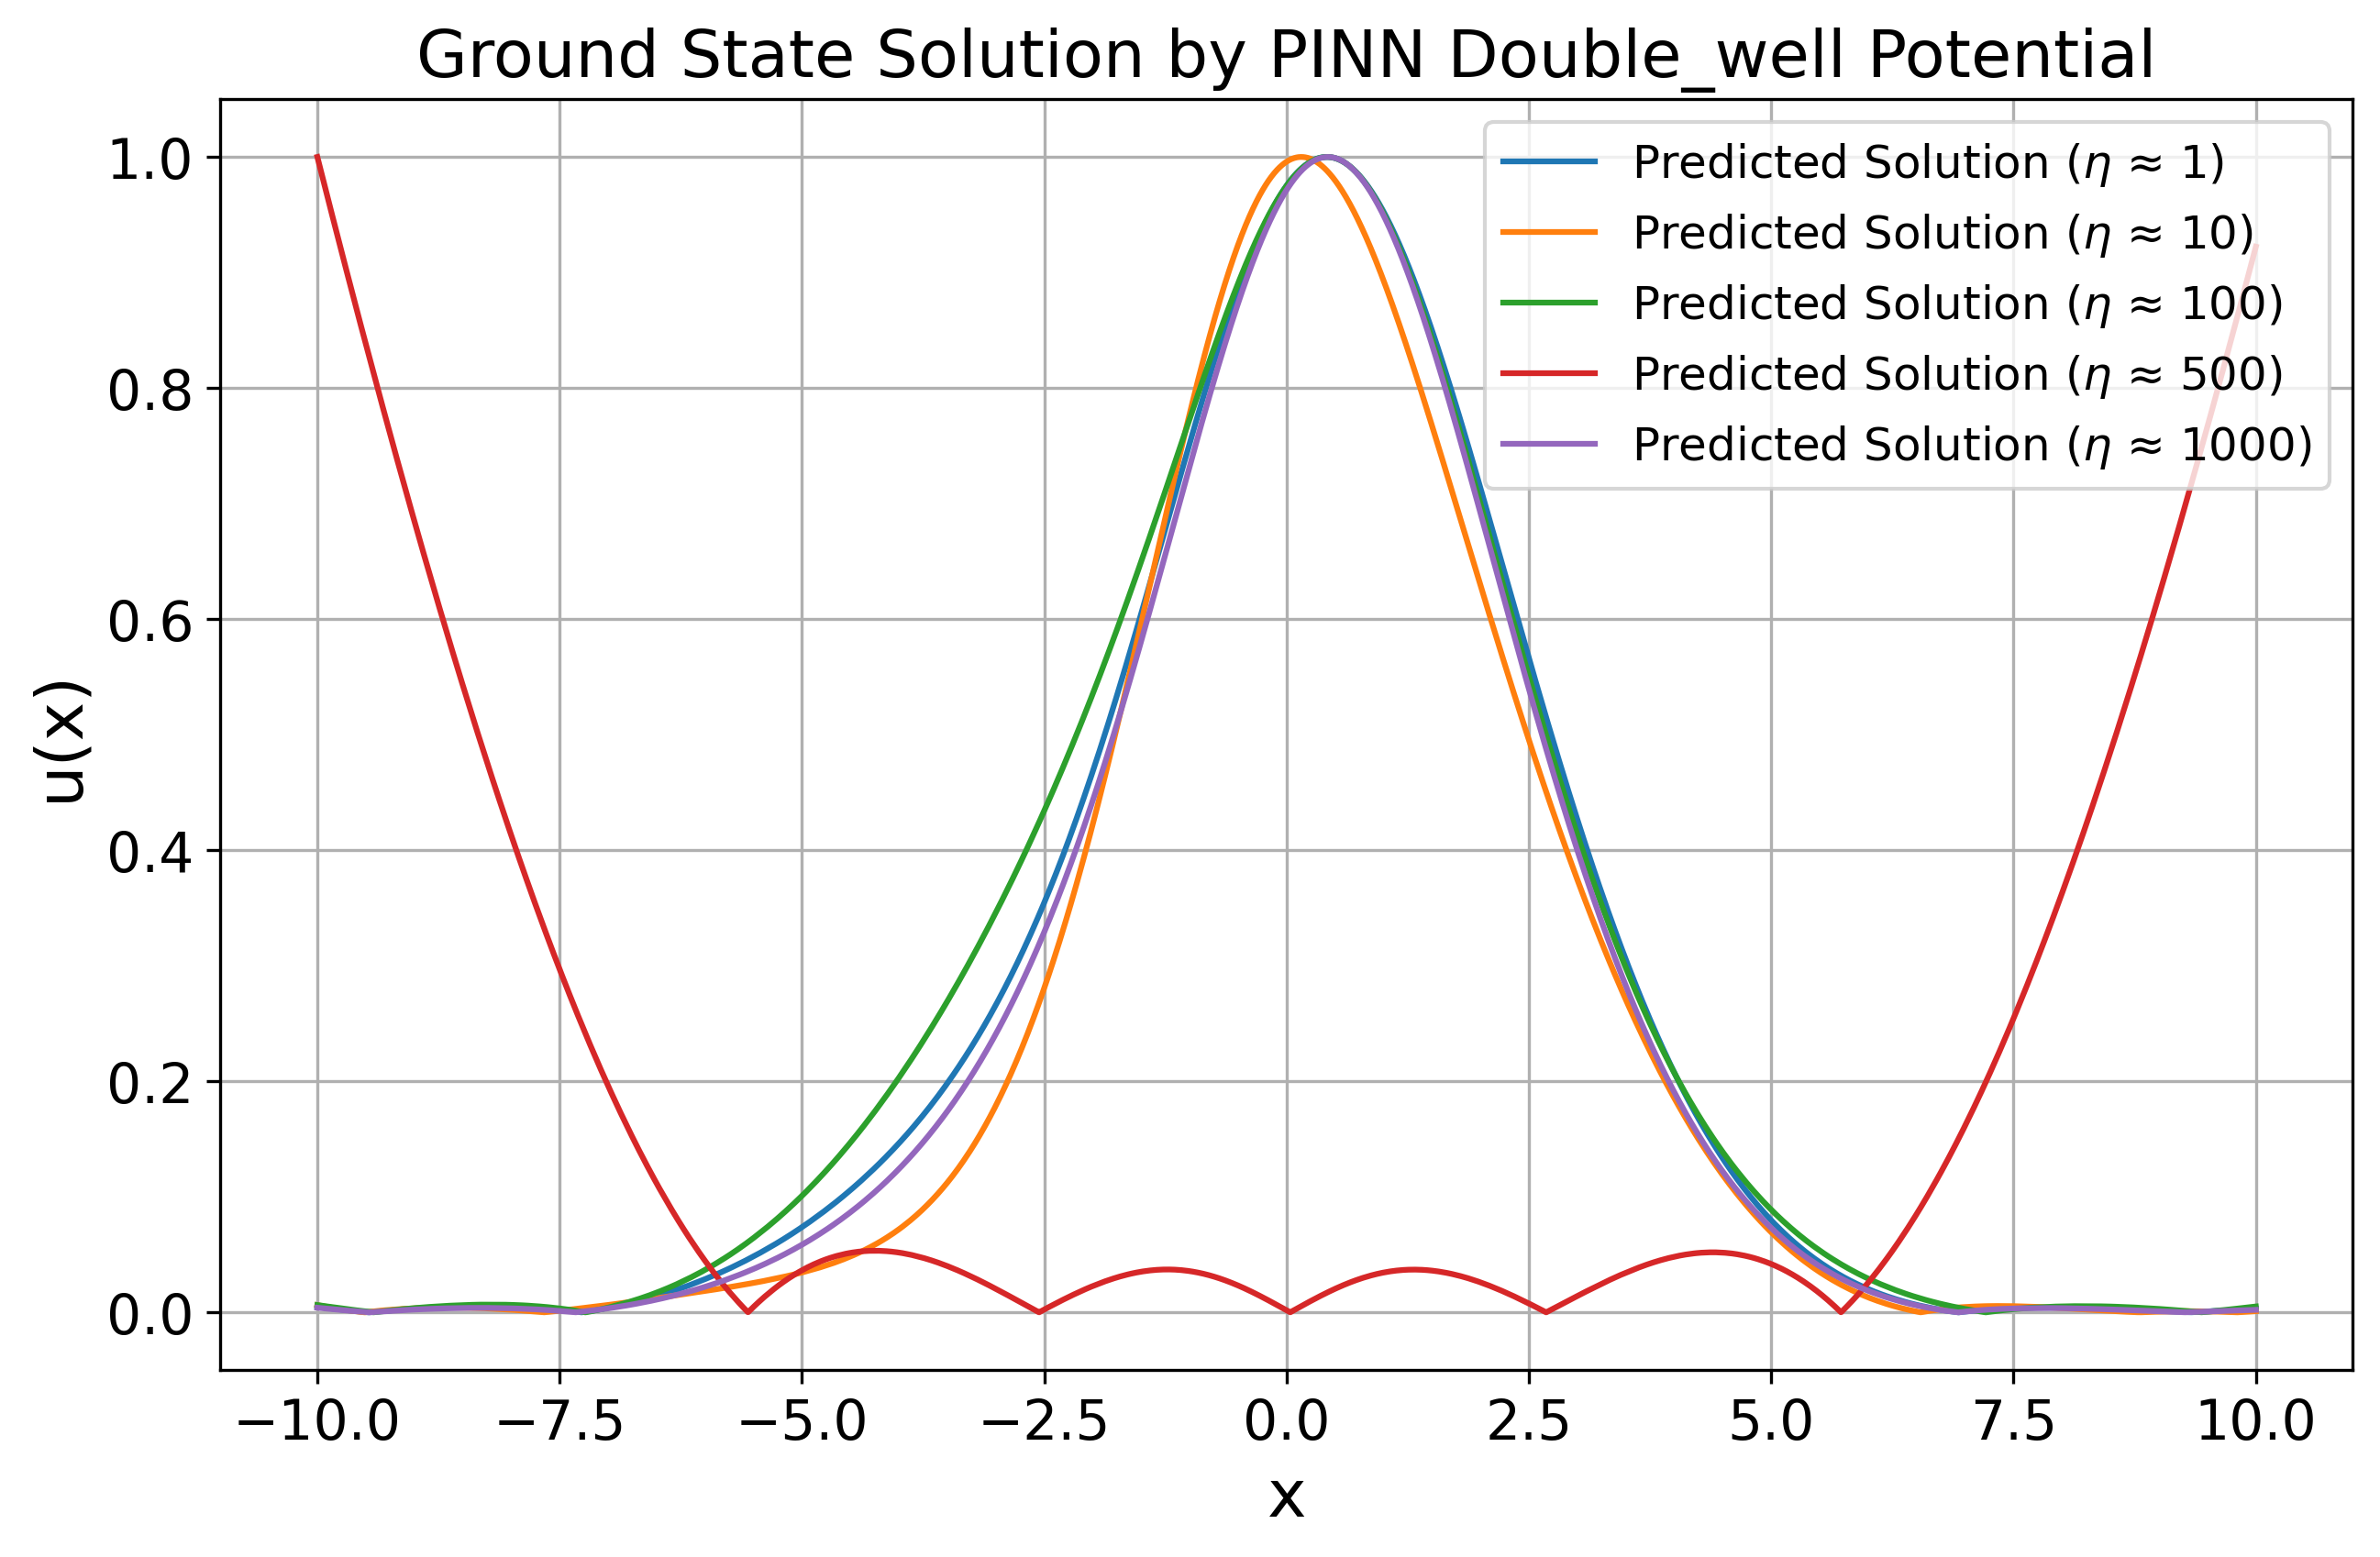 Ground State Solution by PINN Double_well Potential
Predicted Solution (η ≈ 1)
Predicted Solution (η ≈ 10)
Predicted Solution (η ≈ 100)
Predicted Solution (η ≈ 500)
Predicted Solution (η ≈ 1000)
u(x)
1.0
0.8
0.6
0.4
0.2
0.0
−10.0 −7.5 −5.0 −2.5 0.0 2.5 5.0 7.5 10.0
x